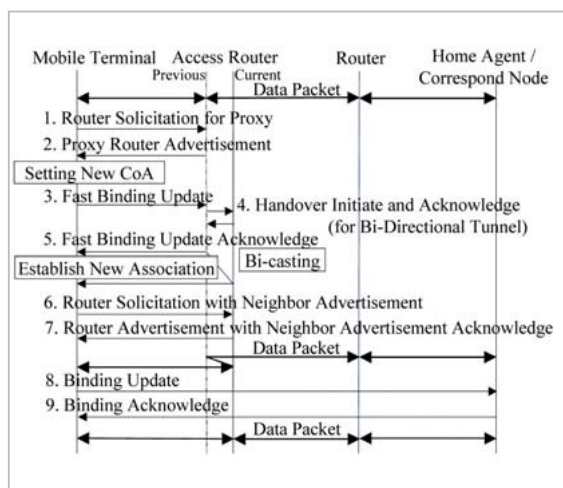 Mobile Terminal Access Router Router Home Agent /
Previous Current Correspond Node
Data Packet
1. Router Solicitation for Proxy
2. Proxy Router Advertisement
Setting New CoA
3. Fast Binding Update
4. Handover Initiate and Acknowledge
(for Bi-Directional Tunnel)
5. Fast Binding Update Acknowledge
Bi-casting
Establish New Association
6. Router Solicitation with Neighbor Advertisement
7. Router Advertisement with Neighbor Advertisement Acknowledge
Data Packet
8. Binding Update
9. Binding Acknowledge
Data Packet